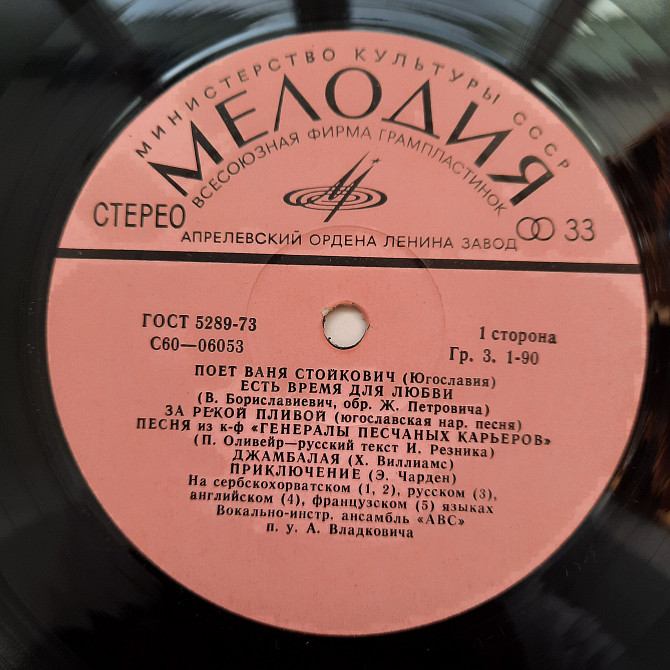 МИНИСТЕРСТВО КУЛЬТУРЫ СССР
МЕЛОДИЯ
ВСЕСОЮЗНАЯ ФИРМА ГРАМПЛАСТИНОК
СТЕРЕО
33
АПРЕЛЕВСКИЙ ОРДЕНА ЛЕНИНА ЗАВОД
ГОСТ 5289-73
С60—06053
1 сторона
Гр. 3. 1-90
ПОЕТ ВАНЯ СТОЙКОВИЧ (Югославия)
ЕСТЬ ВРЕМЯ ДЛЯ ЛЮБВИ
(В. Бориславиевич, обр. Ж. Петровича)
ЗА РЕКОЙ ПЛИВОЙ (югославская нар. песня)
ПЕСНЯ из к-ф «ГЕНЕРАЛЫ ПЕСЧАНЫХ КАРЬЕРОВ»
(П. Оливейр—русский текст И. Резника)
ДЖАМБАЛАЯ (Х. Виллиамс)
ПРИКЛЮЧЕНИЕ (Э. Чарден)
На сербскохорватском (1, 2), русском (3),
английском (4), французском (5) языках
Вокально-инстр. ансамбль «АВС»
п. у. А. Владковича